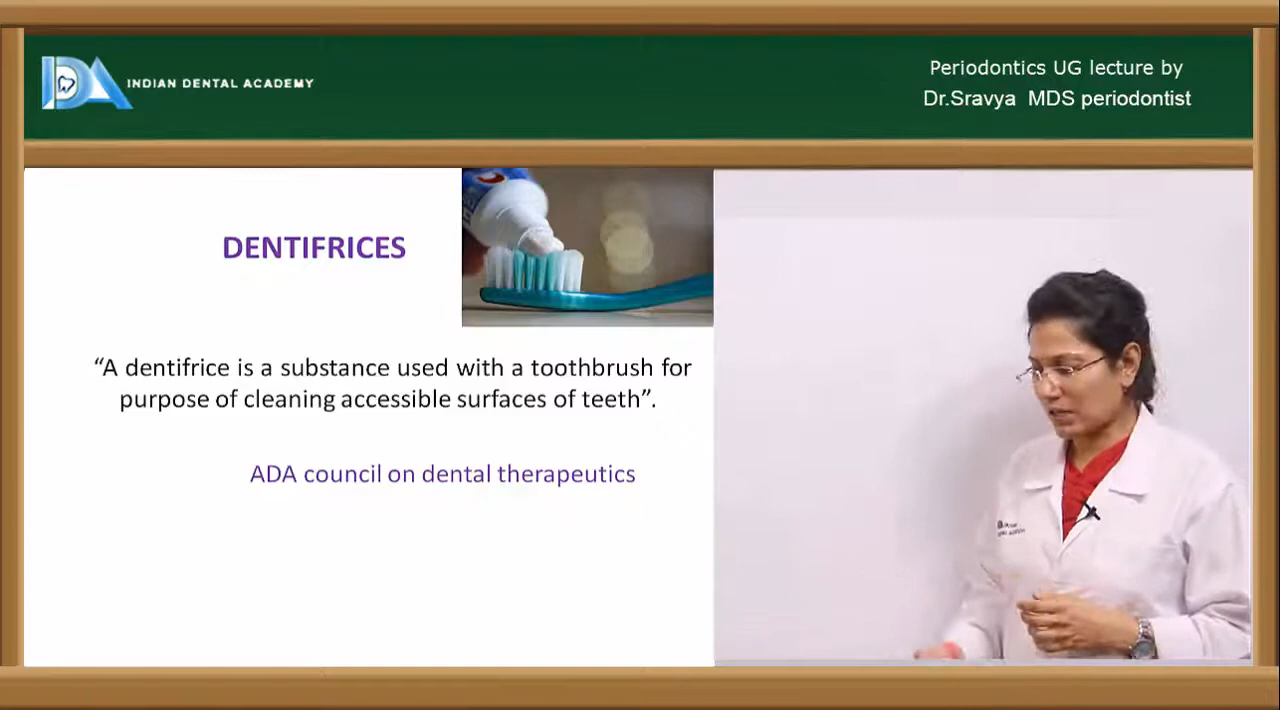 INDIAN DENTAL ACADEMY
Periodontics UG lecture by
Dr.Sravya MDS periodontist
DENTIFRICES
“A dentifrice is a substance used with a toothbrush for
purpose of cleaning accessible surfaces of teeth”.
ADA council on dental therapeutics